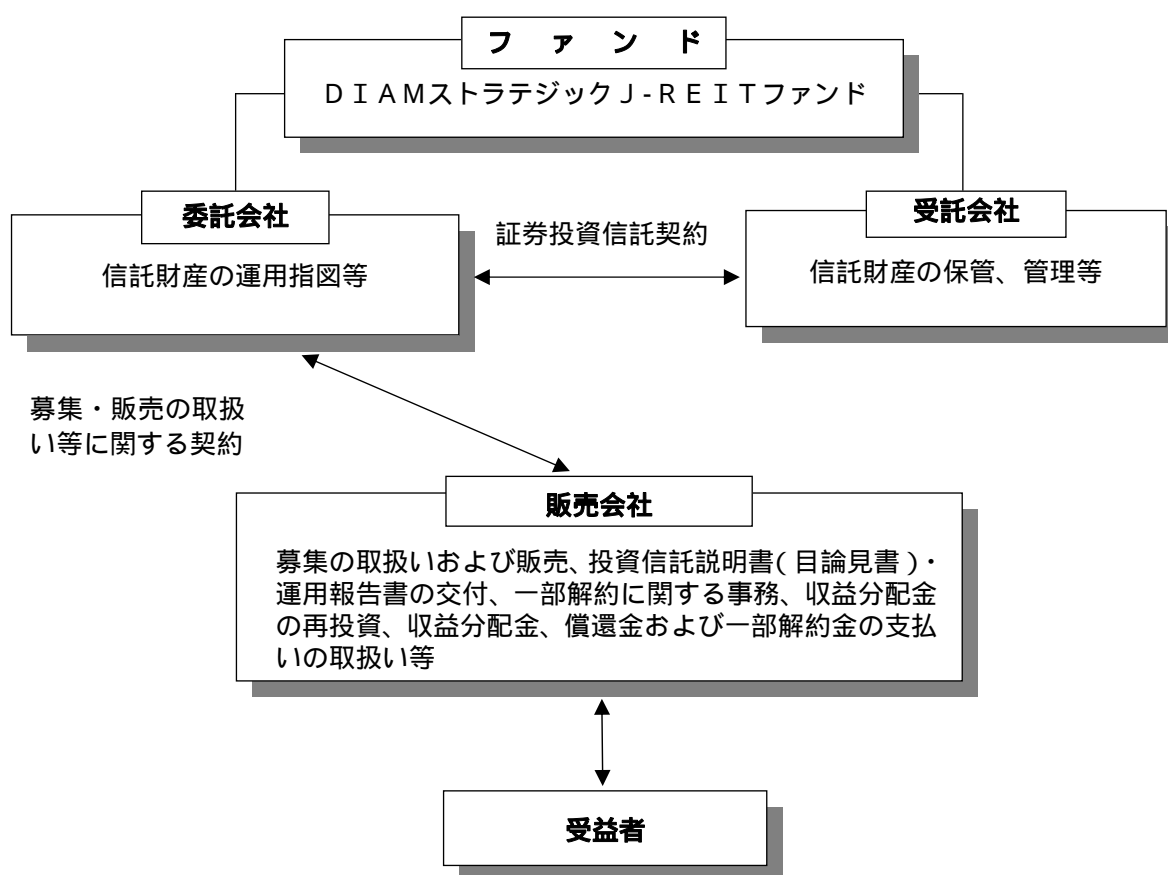 ファンド
DIAMストラテジックJ-REITファンド
委託会社
信託財産の運用指図等
証券投資信託契約
受託会社
信託財産の保管、管理等
募集・販売の取扱
い等に関する契約
販売会社
募集の取扱いおよび販売、投資信託説明書(目論見書)・
運用報告書の交付、一部解約に関する事務、収益分配金
の再投資、収益分配金、償還金および一部解約金の支払
いの取扱い等
受益者